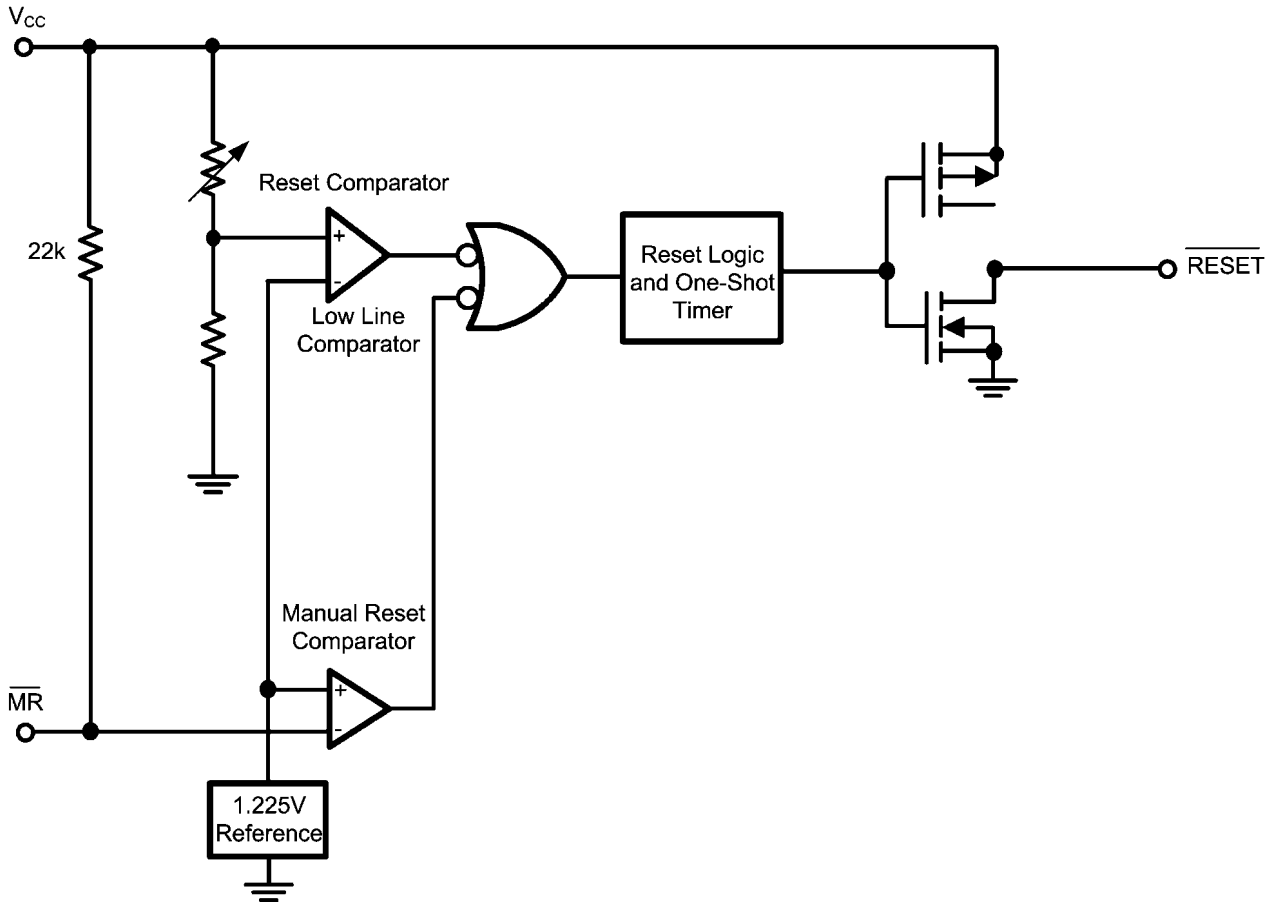 VCC
22k
Reset Comparator
+
-
Low Line
Comparator
Reset Logic
and One-Shot
Timer
RESET
Manual Reset
Comparator
MR
+
-
1.225V
Reference